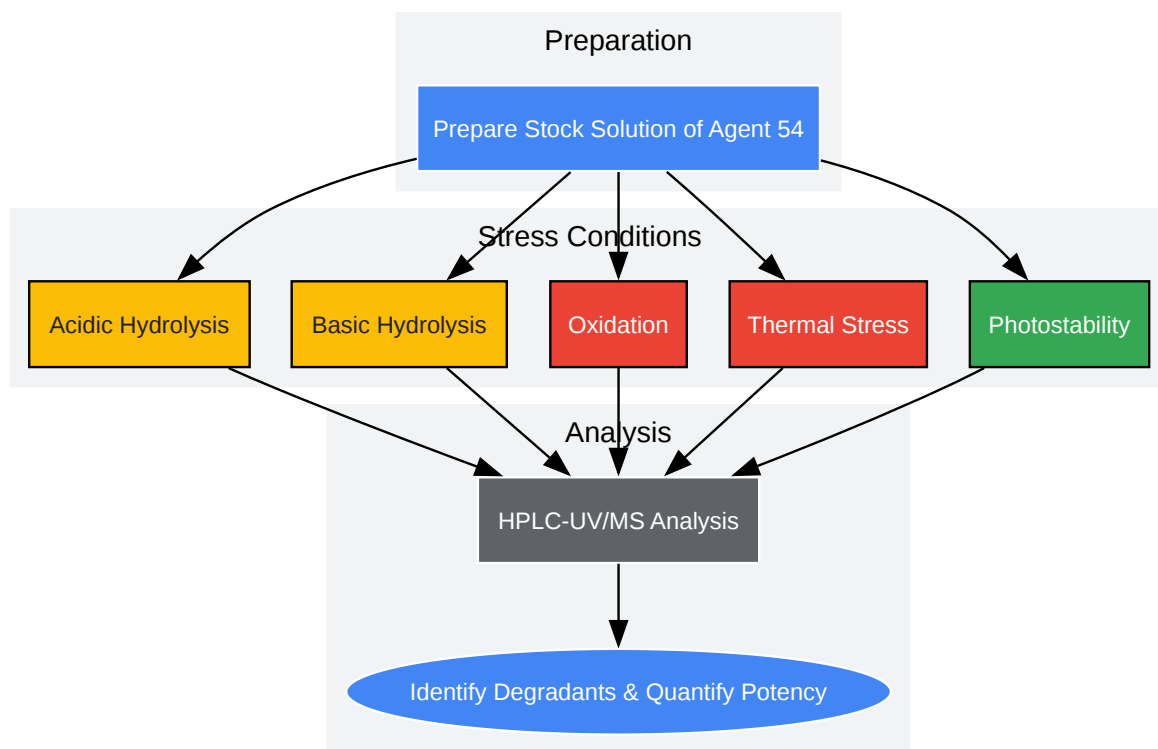 Preparation
Prepare Stock Solution of Agent 54
Stress Conditions
Acidic Hydrolysis
Basic Hydrolysis
Oxidation
Thermal Stress
Photostability
Analysis
HPLC-UV/MS Analysis
Identify Degradants & Quantify Potency